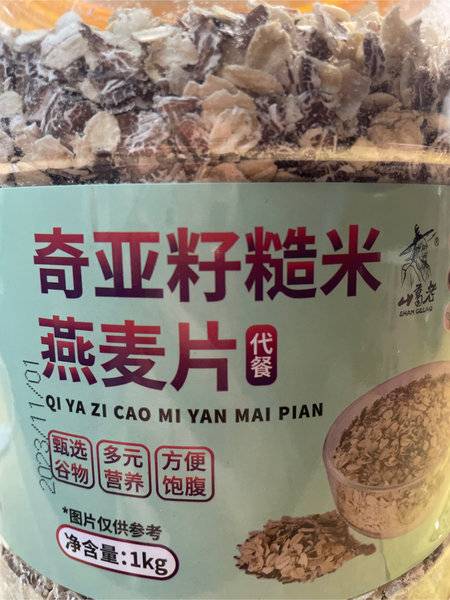 奇亚籽糙米
燕麦片
代餐
QI YA ZI CAO MI YAN MAI PIAN
甄选
谷物
多元
营养
方便
饱腹
*图片仅供参考
净含量:1kg
2023/11/01
®